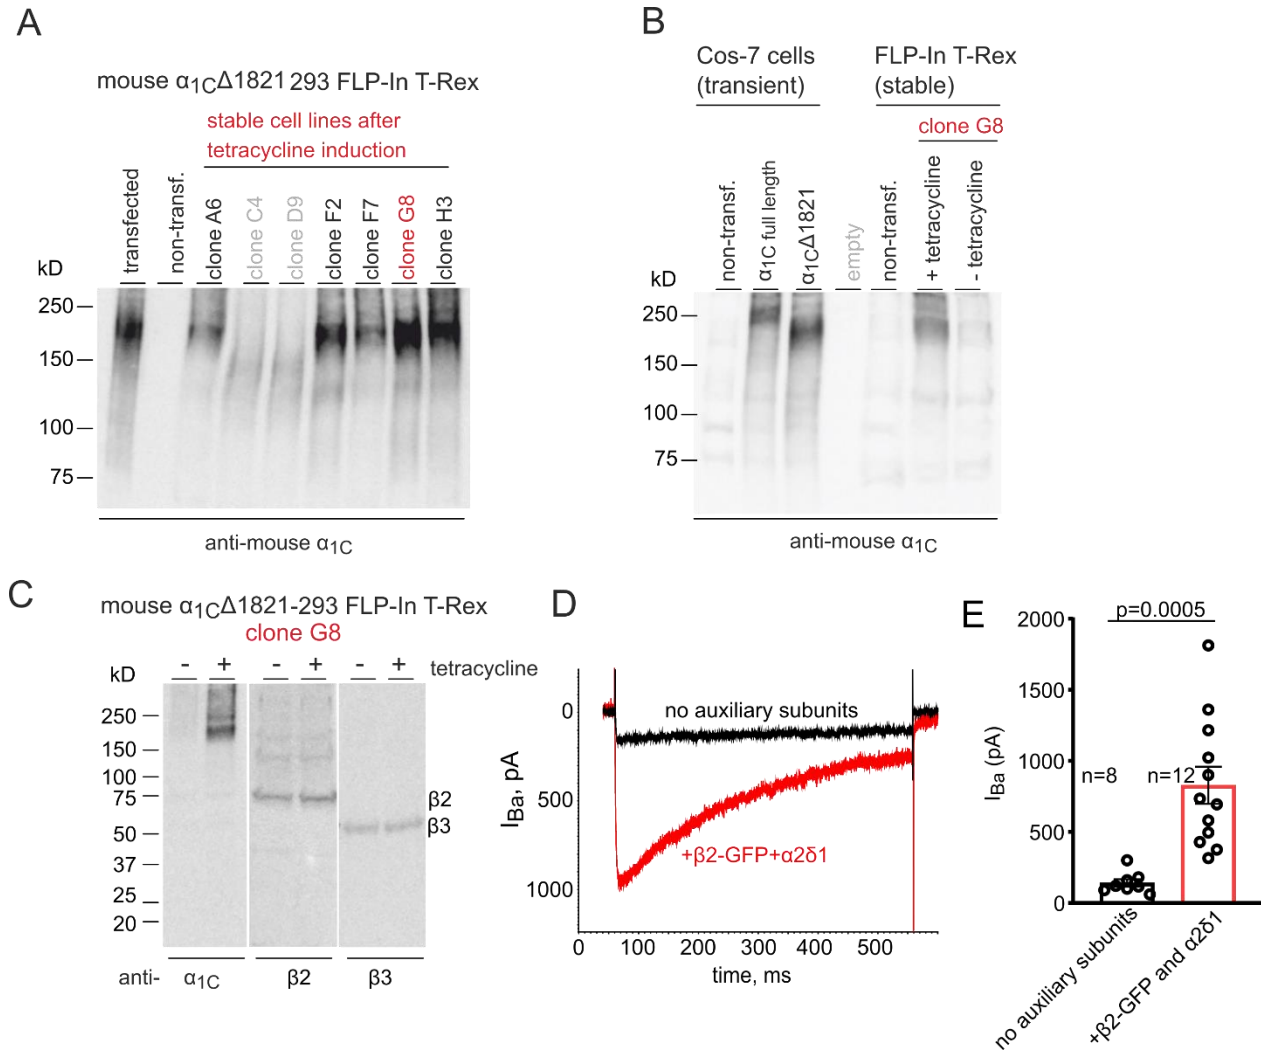 A
mouse α1CΔ1821 293 FLP-In T-Rex
stable cell lines after
tetracycline induction
kD
transfected
non-transf.
clone A6
clone C4
clone D9
clone F2
clone F7
clone G8
clone H3
250
150
100
75
anti-mouse α1C
B
Cos-7 cells
(transient)
FLP-In T-Rex
(stable)
clone G8
kD
non-transf.
α1C full length
α1CΔ1821
empty
non-transf.
+ tetracycline
- tetracycline
250
150
100
75
anti-mouse α1C
C
mouse α1CΔ1821-293 FLP-In T-Rex
clone G8
kD
- + - + - + tetracycline
250
150
100
75
50
37
25
20
β2
β3
anti- α1C β2 β3
D
0
500
1000
IBa, pA
no auxiliary subunits
+β2-GFP+α2δ1
0 100 200 300 400 500
time, ms
E
p=0.0005
2000
1500
1000
500
0
IBa (pA)
n=8 n=12
no auxiliary subunits
+β2-GFP and α2δ1